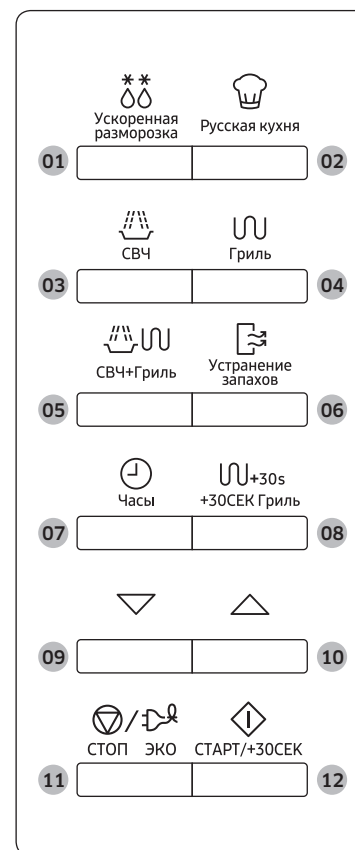 Ускоренная
разморозка
Русская кухня
01
02
СВЧ
Гриль
03
04
СВЧ+Гриль
Устранение
запахов
05
06
+30s
Часы
+30СЕК Гриль
07
08
09
10
СТОП ЭКО
СТАРТ/+30СЕК
11
12